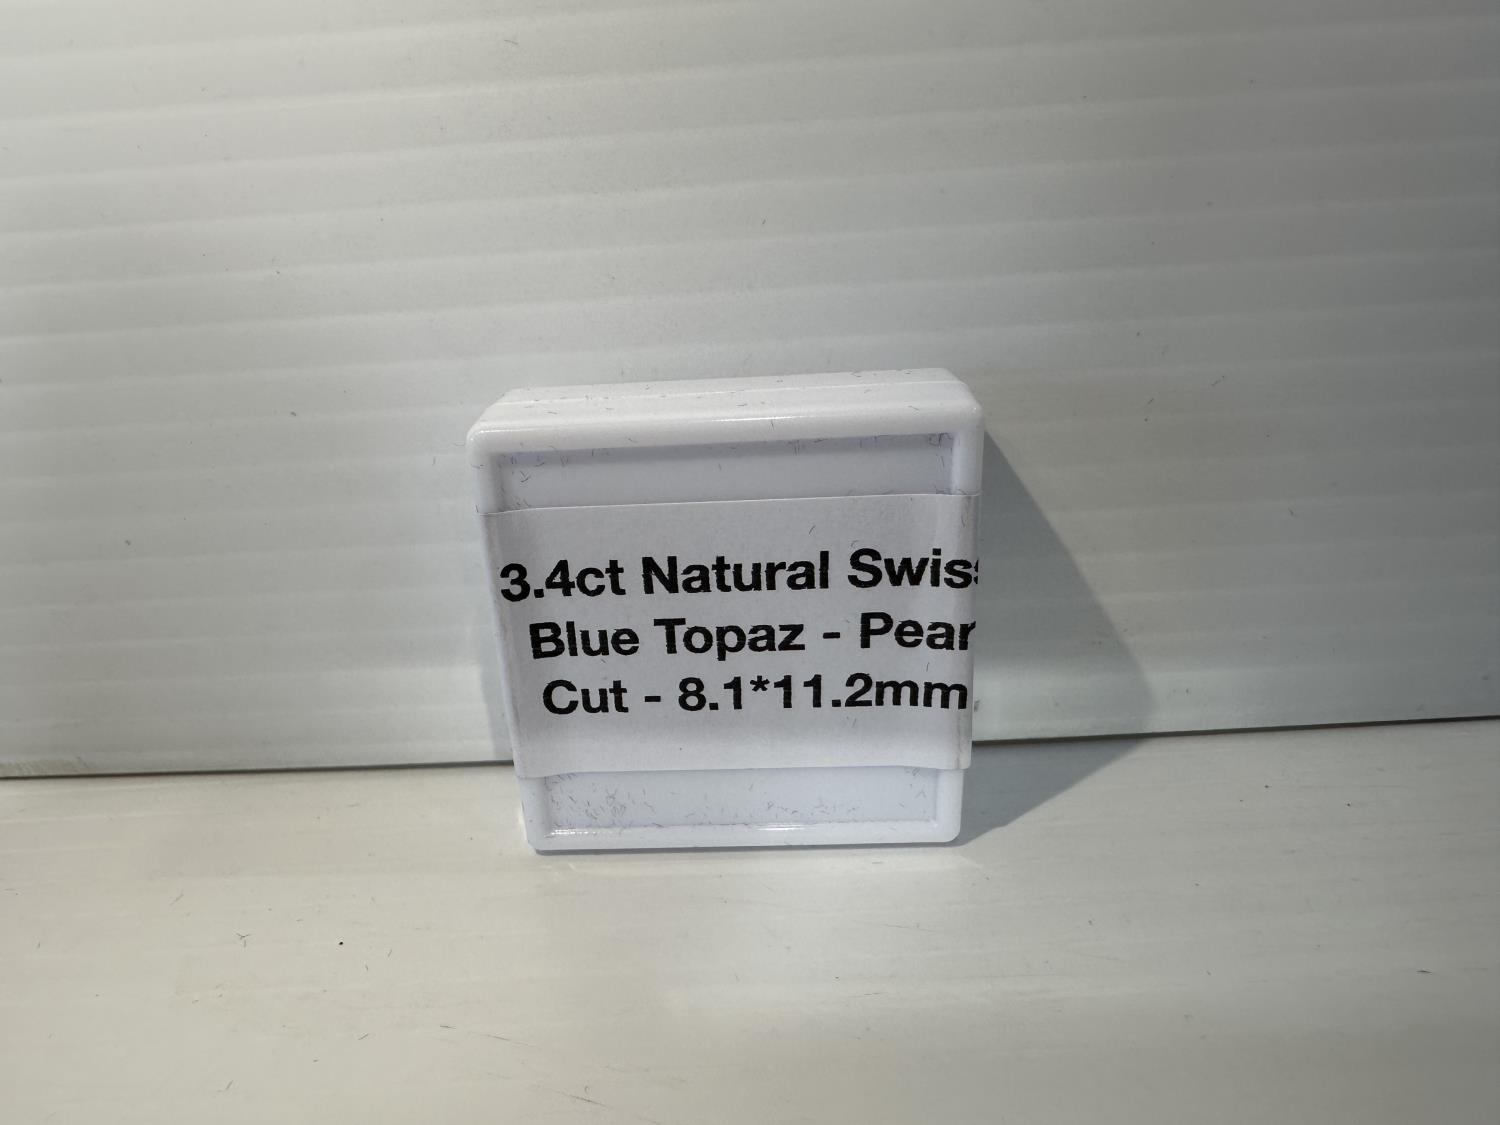 3.4ct Natural Swiss
Blue Topaz - Pear
Cut - 8.1*11.2mm